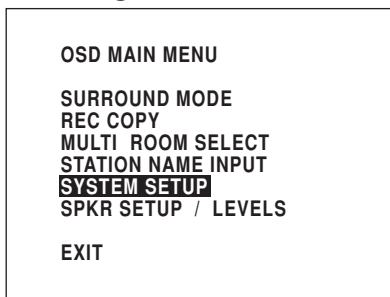 OSD MAIN MENU
SURROUND MODE
REC COPY
MULTI ROOM SELECT
STATION NAME INPUT
SYSTEM SETUP
SPKR SETUP / LEVELS
EXIT